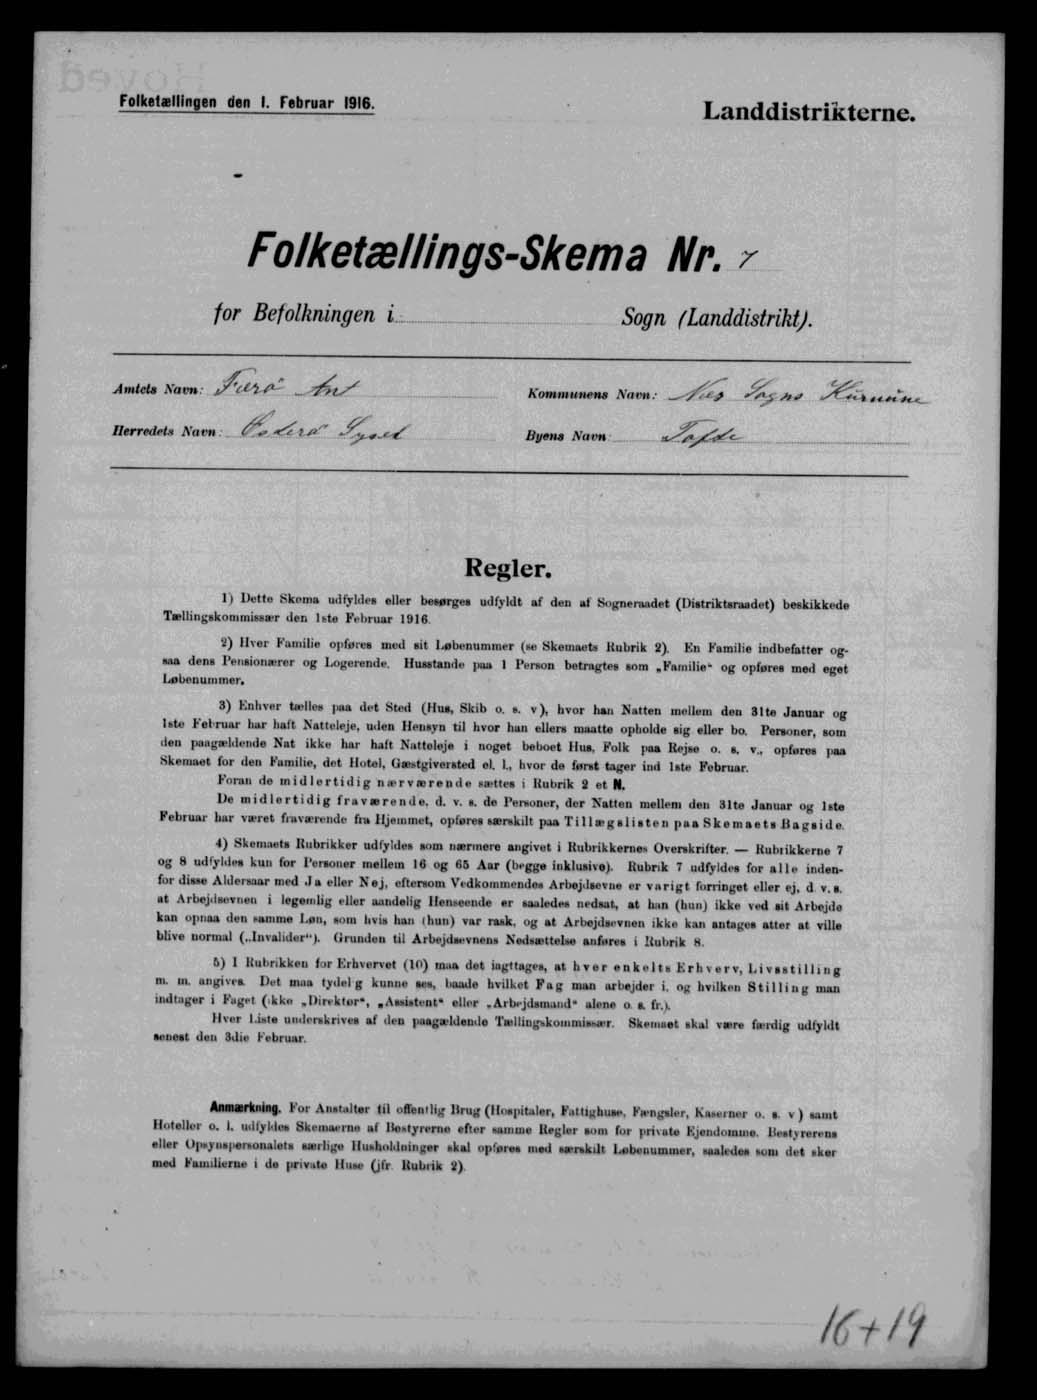 Folketællingen den 1. Februar 1916.
Landdistrikterne.
Folketællings-Skema Nr. 7
for Befolkningen i Sogn (Landdistrikt).
Amtets Navn: Færö Amt
Kommunens Navn: Næs Sogns Kumune
Herredets Navn: Österö Syssel
Byens Navn: Tofte
Regler.
1) Dette Skema udfyldes eller besørges udfyldt af den af Sogneraadet (Distriktsraadet) beskikkede
Tællingskommissær den 1ste Februar 1916.
2) Hver Familie opføres med sit Løbenummer (se Skemaets Rubrik 2). En Familie indbefatter og-
saa dens Pensionærer og Logerende. Husstande paa 1 Person betragtes som „Familie“ og opføres med eget
Løbenummer.
3) Enhver tælles paa det Sted (Hus, Skib o. s. v), hvor han Natten mellem den 31te Januar og
1ste Februar har haft Natteleje, uden Hensyn til hvor han ellers maatte opholde sig eller bo. Personer, som
den paagældende Nat ikke har haft Natteleje i noget beboet Hus, Folk paa Rejse o. s. v., opføres paa
Skemaet for den Familie, det Hotel, Gæstgiversted el. l., hvor de først tager ind 1ste Februar.
Foran de midlertidig nærværende sættes i Rubrik 2 et N.
De midlertidig fraværende, d. v. s. de Personer, der Natten mellem den 31te Januar og 1ste
Februar har været fraværende fra Hjemmet, opføres særskilt paa Tillægslisten paa Skemaets Bagside.
4) Skemaets Rubrikker udfyldes som nærmere angivet i Rubrikkernes Overskrifter. — Rubrikkerne 7
og 8 udfyldes kun for Personer mellem 16 og 65 Aar (begge inklusive). Rubrik 7 udfyldes for alle inden-
for disse Aldersaar med Ja eller Nej, eftersom Vedkommendes Arbejdsevne er varigt forringet eller ej, d. v. s.
at Arbejdsevnen i legemlig eller aandelig Henseende er saaledes nedsat, at han (hun) ikke ved sit Arbejde
kan opnaa den samme Løn, som hvis han (hun) var rask, og at Arbejdsevnen ikke kan antages atter at ville
blive normal („Invalider“). Grunden til Arbejdsevnens Nedsættelse anføres i Rubrik 8.
5) I Rubrikken for Erhvervet (10) maa det iagttages, at hver enkelts Erhverv, Livsstilling
m. m. angives. Det maa tydelig kunne ses, baade hvilket Fag man arbejder i, og hvilken Stilling man
indtager i Faget (ikke „Direktør“, „Assistent“ eller „Arbejdsmand“ alene o. s. fr.).
Hver Liste underskrives af den paagældende Tællingskommissær. Skemaet skal være færdig udfyldt
senest den 3die Februar.
Anmærkning. For Anstalter til offentlig Brug (Hospitaler, Fattighuse, Fængsler, Kaserner o. s. v) samt
Hoteller o. l. udfyldes Skemaerne af Bestyrerne efter samme Regler som for private Ejendomme. Bestyrerens
eller Opsynspersonalets særlige Husholdninger skal opføres med særskilt Løbenummer, saaledes som det sker
med Familierne i de private Huse (jfr. Rubrik 2).
16+19